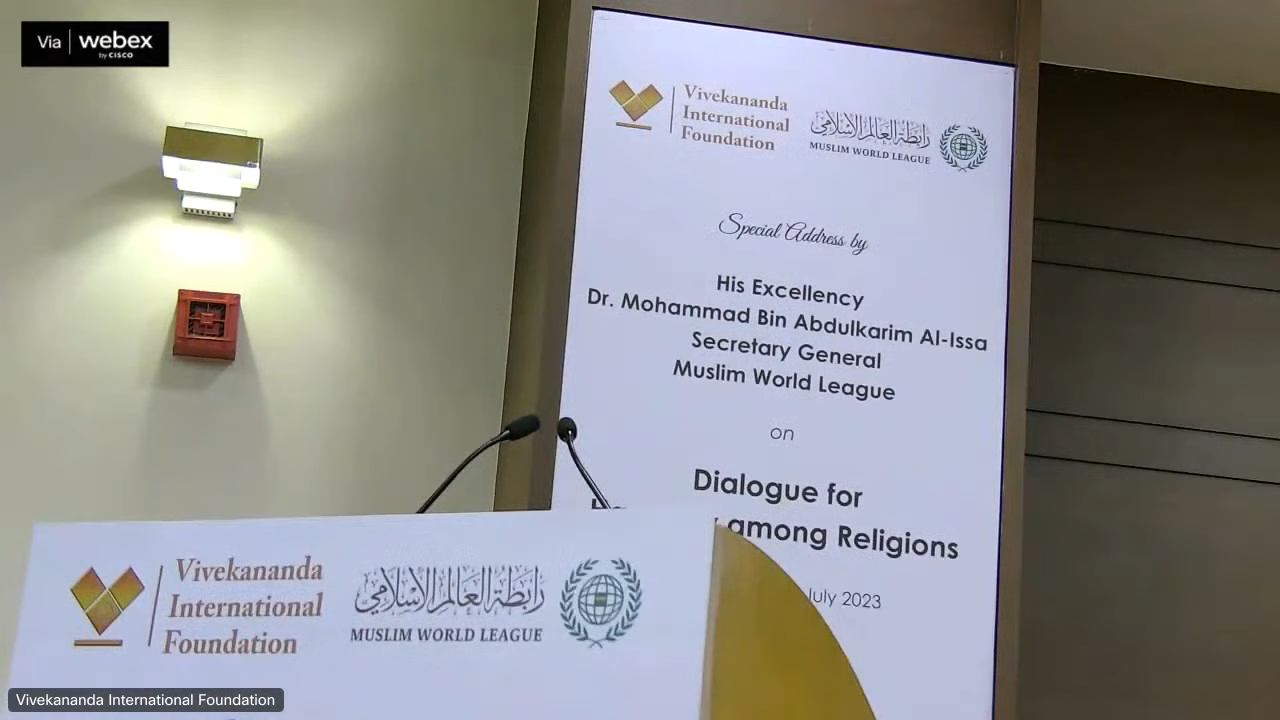 Via webex
by CISCO
Vivekananda
International
Foundation
رابطة العالم الإسلامي
MUSLIM WORLD LEAGUE
Special Address by
His Excellency
Dr. Mohammad Bin Abdulkarim Al-Issa
Secretary General
Muslim World League
on
Dialogue for
among Religions
July 2023
Vivekananda
International
Foundation
رابطة العالم الإسلامي
MUSLIM WORLD LEAGUE
Vivekananda International Foundation